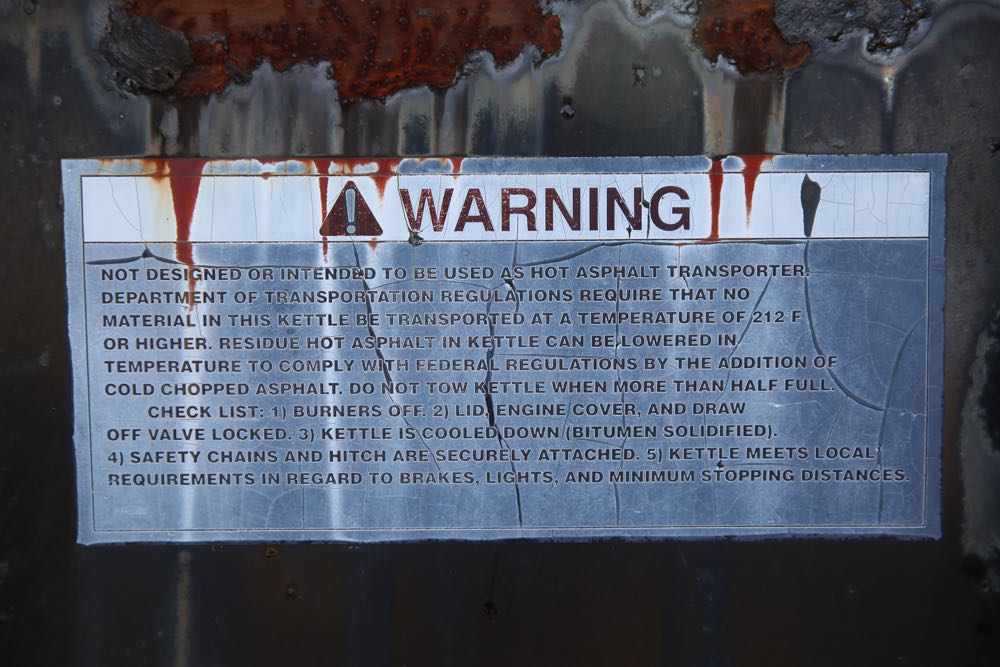 WARNING
NOT DESIGNED OR INTENDED TO BE USED AS HOT ASPHALT TRANSPORTER.
DEPARTMENT OF TRANSPORTATION REGULATIONS REQUIRE THAT NO
MATERIAL IN THIS KETTLE BE TRANSPORTED AT A TEMPERATURE OF 212 F
OR HIGHER. RESIDUE HOT ASPHALT IN KETTLE CAN BE LOWERED IN
TEMPERATURE TO COMPLY WITH FEDERAL REGULATIONS BY THE ADDITION OF
COLD CHOPPED ASPHALT. DO NOT TOW KETTLE WHEN MORE THAN HALF FULL.
CHECK LIST: 1) BURNERS OFF. 2) LID, ENGINE COVER, AND DRAW
OFF VALVE LOCKED. 3) KETTLE IS COOLED DOWN (BITUMEN SOLIDIFIED).
4) SAFETY CHAINS AND HITCH ARE SECURELY ATTACHED. 5) KETTLE MEETS LOCAL
REQUIREMENTS IN REGARD TO BRAKES, LIGHTS, AND MINIMUM STOPPING DISTANCES.